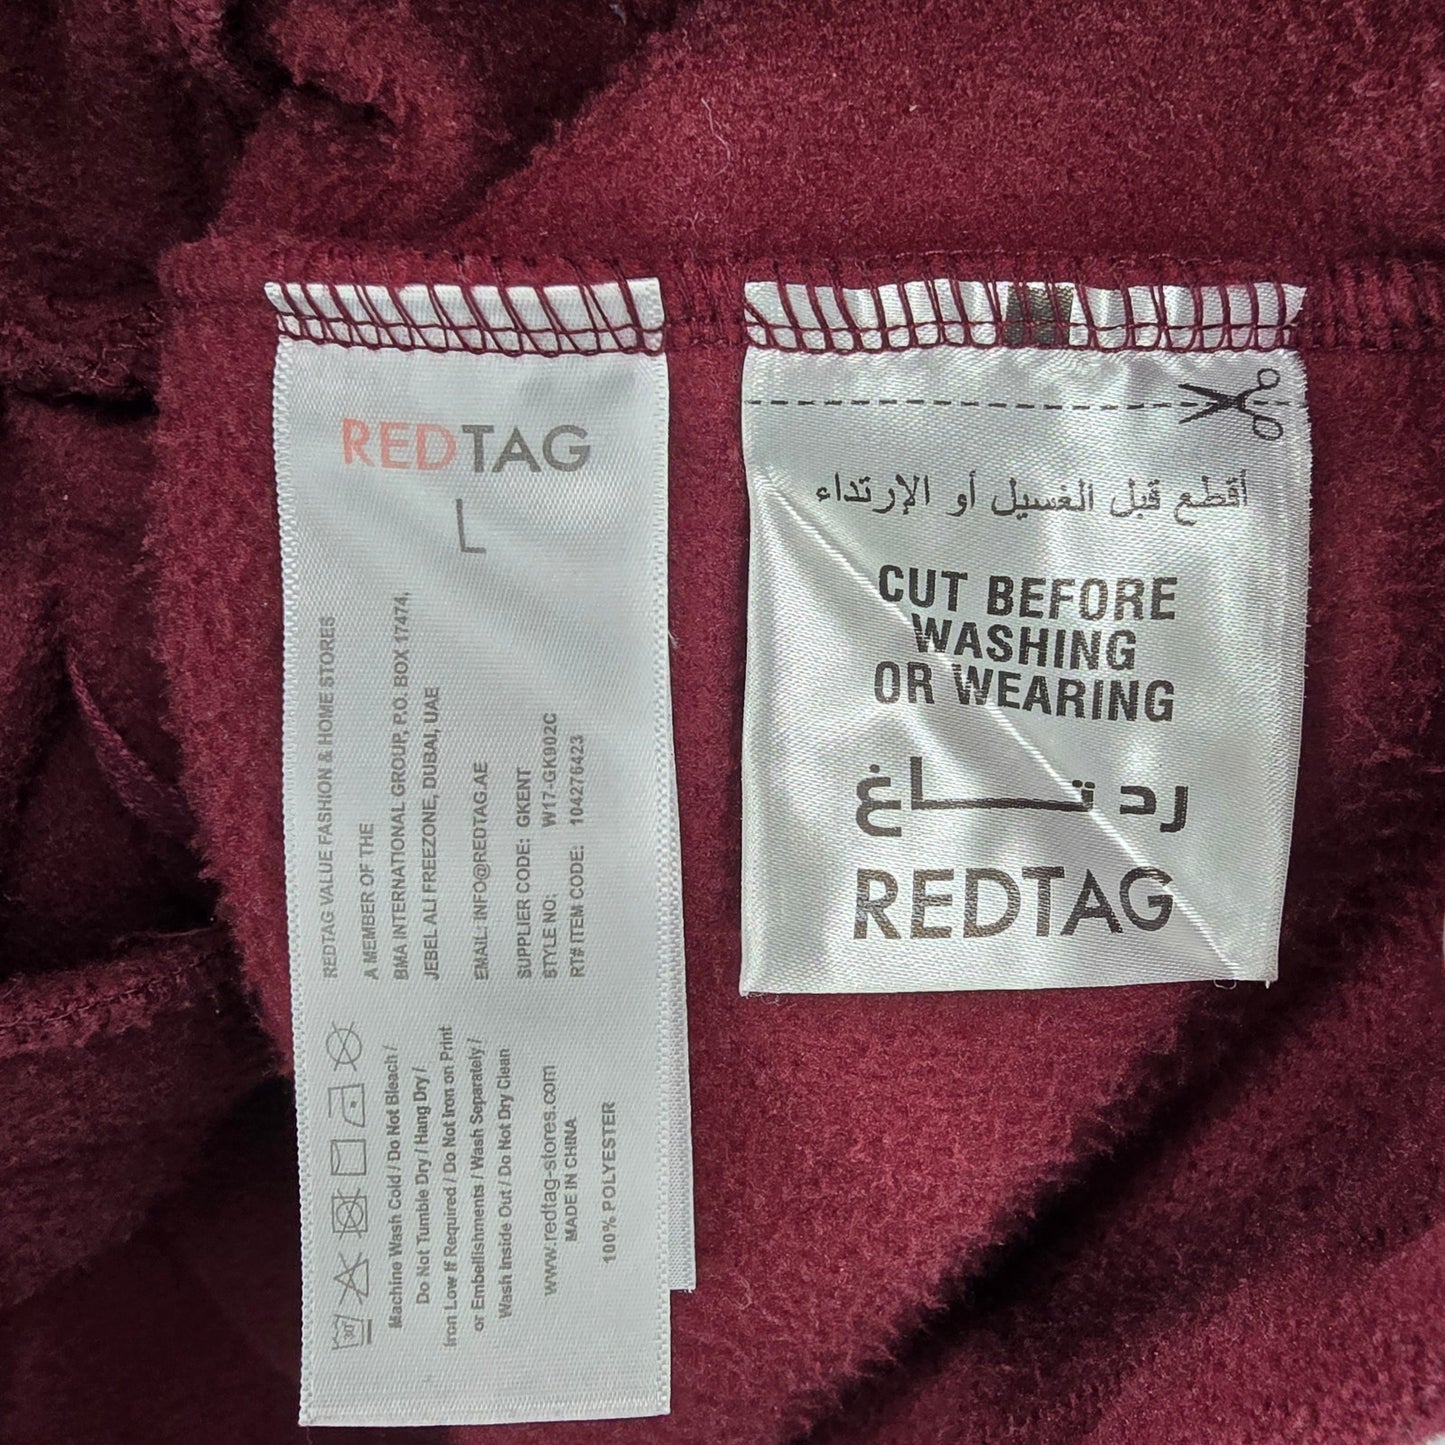 REDTAG
L
REDTAG VALUE FASHION & HOME STORES
A MEMBER OF THE
BMA INTERNATIONAL GROUP, P.O. BOX 17474,
JEBEL ALI FREEZONE, DUBAI, UAE
EMAIL: INFO@REDTAG.AE
SUPPLIER CODE: GKENT
STYLE NO: W17-GK902C
RT# ITEM CODE: 104276423
30
Machine Wash Cold / Do Not Bleach /
Do Not Tumble Dry / Hang Dry /
Iron Low If Required / Do Not Iron on Print
or Embellishments / Wash Separately /
Wash Inside Out / Do Not Dry Clean
www.redtag-stores.com
MADE IN CHINA
100% POLYESTER
أقطع قبل الغسيل أو الإرتداء
CUT BEFORE
WASHING
OR WEARING
رد تاغ
REDTAG